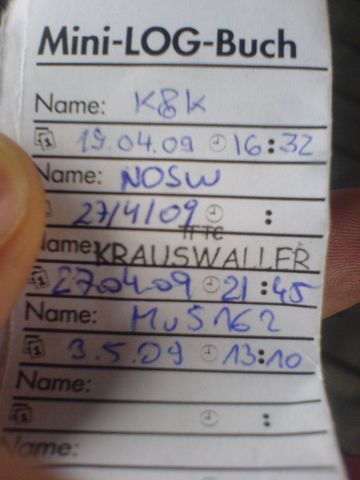 Mini-LOG-Buch
Name: K&K
19.04.09 16:32
Name: NOSW
27/4/09 :
TFTC
Name: KRAUSWALLER
27.04.09 21:45
Name: MuS162
3.5.09 13:10
Name:
:
Name: